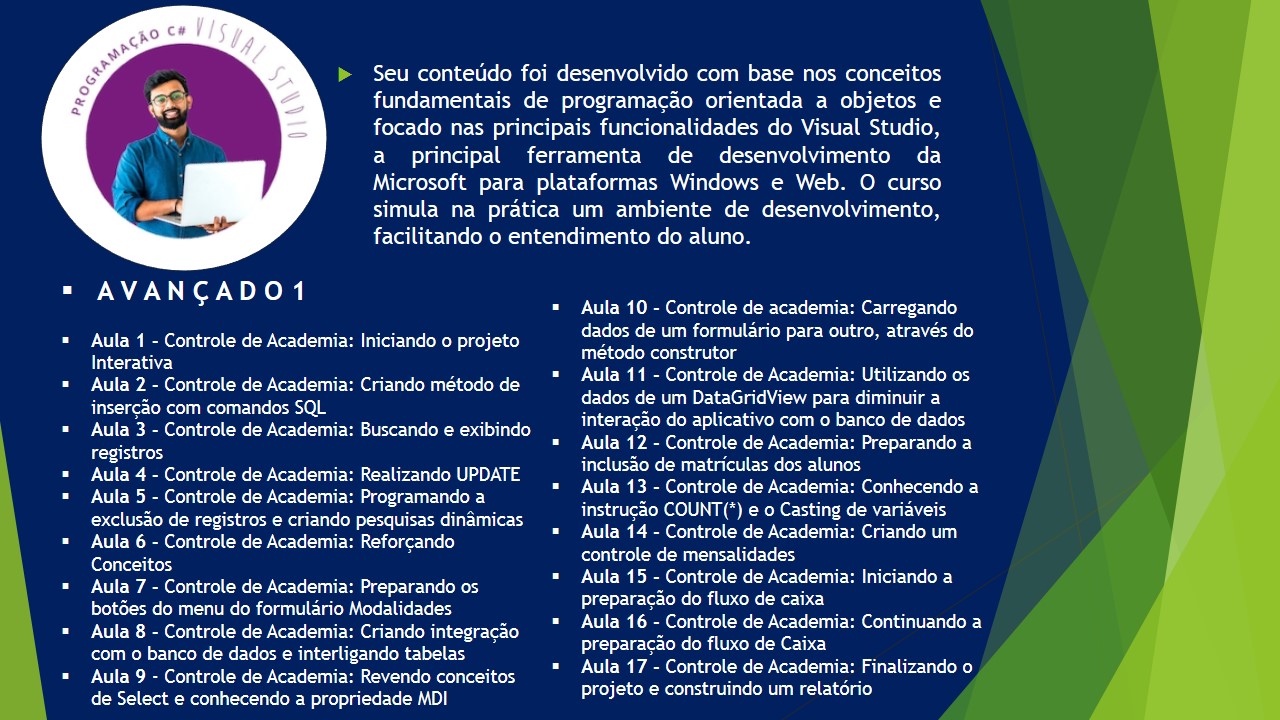 PROGRAMAÇÃO C# VISUAL STUDIO
Seu conteúdo foi desenvolvido com base nos conceitos
fundamentais de programação orientada a objetos e
focado nas principais funcionalidades do Visual Studio,
a principal ferramenta de desenvolvimento da
Microsoft para plataformas Windows e Web. O curso
simula na prática um ambiente de desenvolvimento,
facilitando o entendimento do aluno.
▪ A V A N Ç A D O 1
▪ Aula 1 – Controle de Academia: Iniciando o projeto
Interativa
▪ Aula 2 – Controle de Academia: Criando método de
inserção com comandos SQL
▪ Aula 3 – Controle de Academia: Buscando e exibindo
registros
▪ Aula 4 – Controle de Academia: Realizando UPDATE
▪ Aula 5 – Controle de Academia: Programando a
exclusão de registros e criando pesquisas dinâmicas
▪ Aula 6 – Controle de Academia: Reforçando
Conceitos
▪ Aula 7 – Controle de Academia: Preparando os
botões do menu do formulário Modalidades
▪ Aula 8 – Controle de Academia: Criando integração
com o banco de dados e interligando tabelas
▪ Aula 9 - Controle de Academia: Revendo conceitos
de Select e conhecendo a propriedade MDI
▪ Aula 10 – Controle de academia: Carregando
dados de um formulário para outro, através do
método construtor
▪ Aula 11 – Controle de Academia: Utilizando os
dados de um DataGridView para diminuir a
interação do aplicativo com o banco de dados
▪ Aula 12 – Controle de Academia: Preparando a
inclusão de matrículas dos alunos
▪ Aula 13 – Controle de Academia: Conhecendo a
instrução COUNT(*) e o Casting de variáveis
▪ Aula 14 – Controle de Academia: Criando um
controle de mensalidades
▪ Aula 15 – Controle de Academia: Iniciando a
preparação do fluxo de caixa
▪ Aula 16 – Controle de Academia: Continuando a
preparação do fluxo de Caixa
▪ Aula 17 – Controle de Academia: Finalizando o
projeto e construindo um relatório